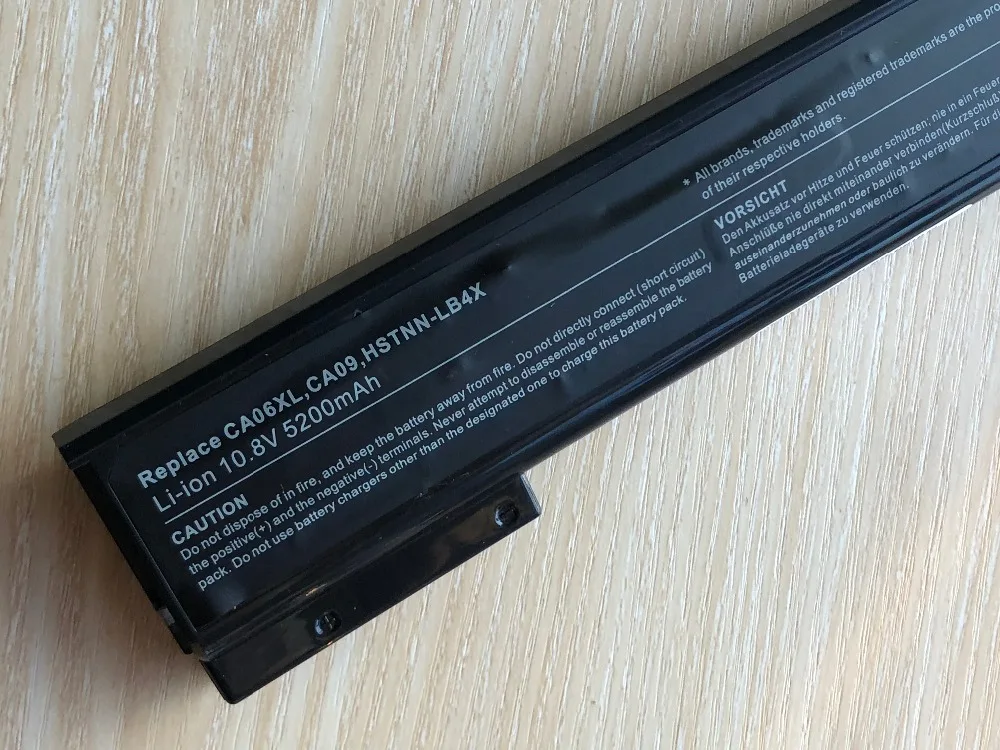 Replace CA06XL,CA09,HSTNN-LB4X
Li-ion 10.8V 5200mAh
CAUTION
Do not dispose of in fire, and keep the battery away from fire. Do not directly connect (short circuit)
the positive(+) and the negative(-) terminals. Never attempt to disassemble or reassemble the battery
pack. Do not use battery chargers other than the designated one to charge this battery pack.
* All brands, trademarks and registered trademarks are the
of their respective holders.
VORSICHT
Den Akkusatz vor Hitze und Feuer schützen: nie in ein Feuer
Anschlüße nie direkt miteinander verbinden(Kurzschluß
auseinanderzunehmen oder baulich zu verändern. Für
Batterieladegeräte zu verwenden.